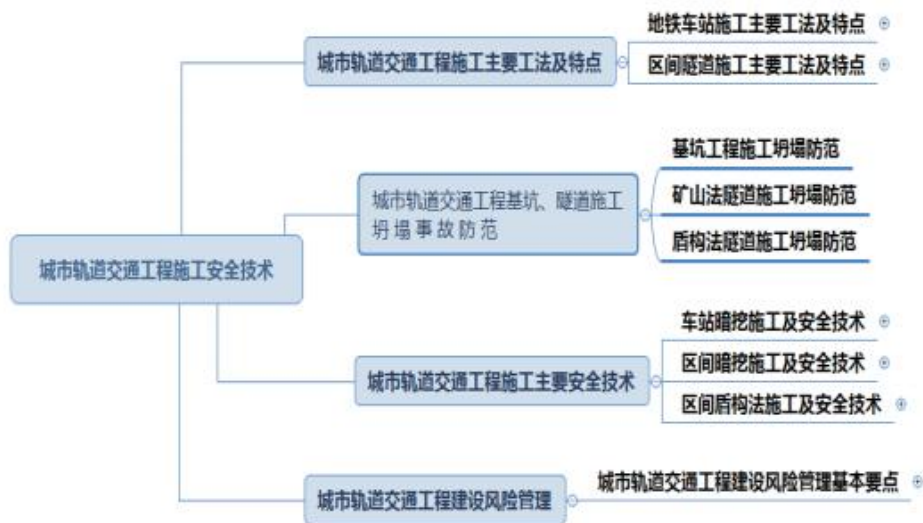 城市轨道交通工程施工安全技术
城市轨道交通工程施工主要工法及特点
地铁车站施工主要工法及特点
区间隧道施工主要工法及特点
城市轨道交通工程基坑、隧道施工
坍塌事故防范
基坑工程施工坍塌防范
矿山法隧道施工坍塌防范
盾构法隧道施工坍塌防范
城市轨道交通工程施工主要安全技术
车站暗挖施工及安全技术
区间暗挖施工及安全技术
区间盾构法施工及安全技术
城市轨道交通工程建设风险管理
城市轨道交通工程建设风险管理基本要点